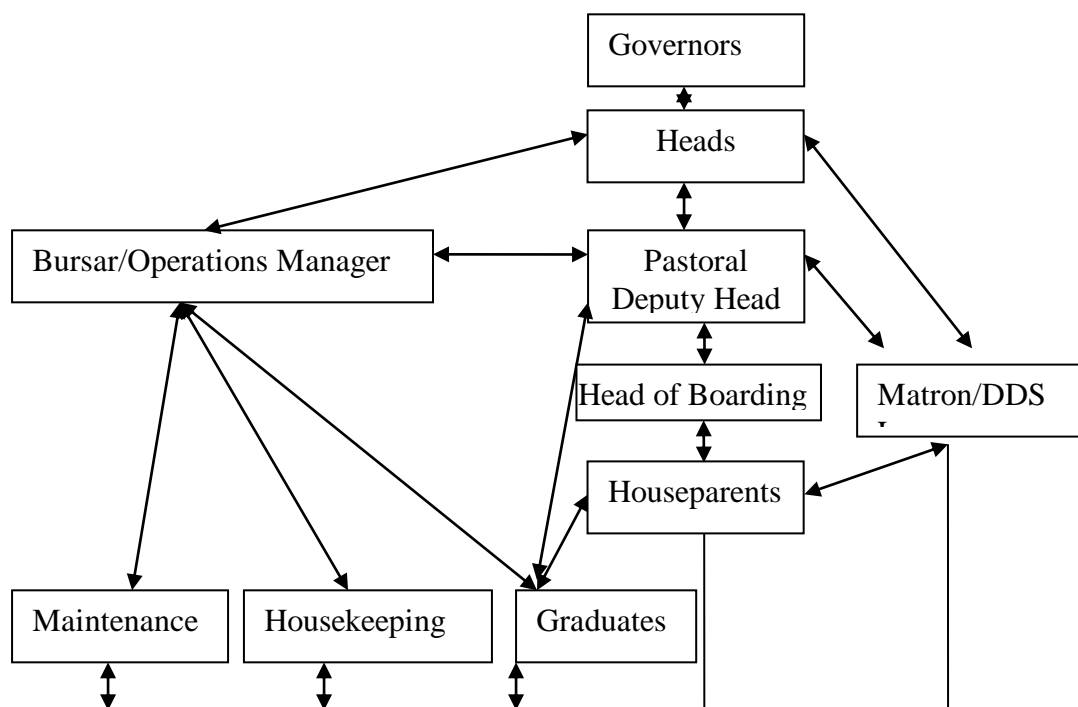 Governors
Heads
Bursar/Operations Manager
Pastoral
Deputy Head
Head of Boarding
Matron/DDS
Houseparents
Maintenance
Housekeeping
Graduates